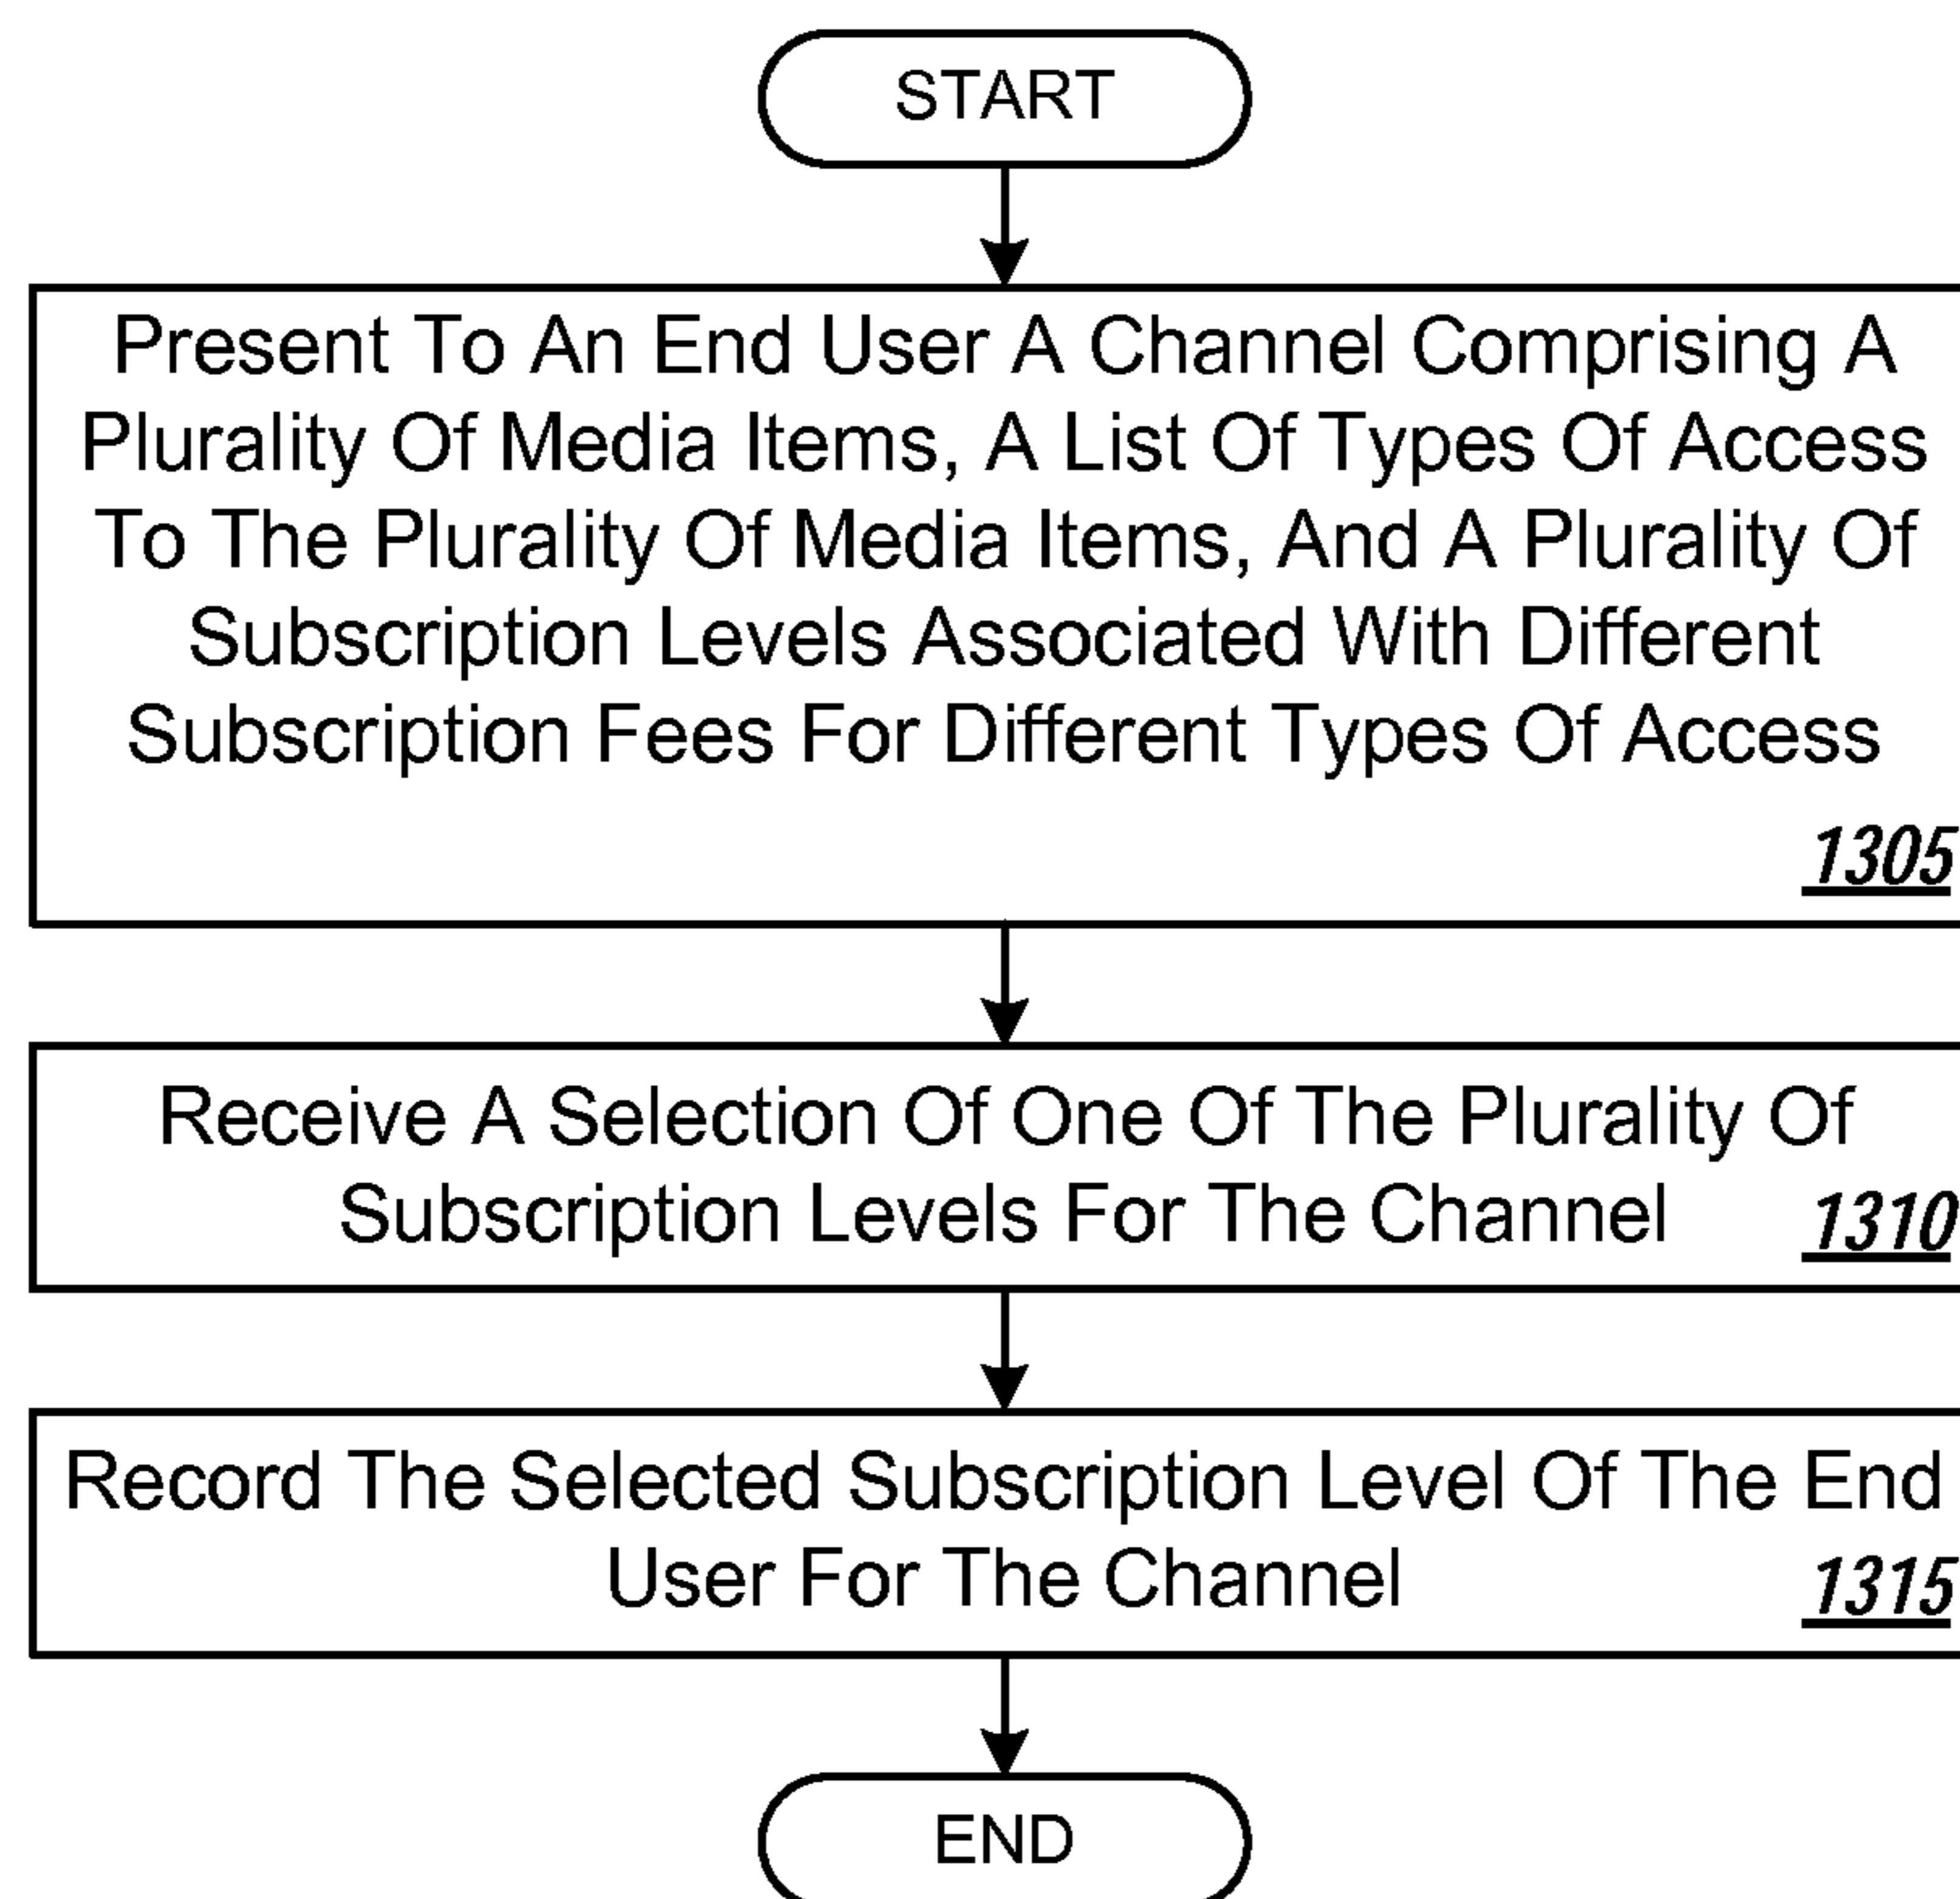 START
Present To An End User A Channel Comprising A
Plurality Of Media Items, A List Of Types Of Access
To The Plurality Of Media Items, And A Plurality Of
Subscription Levels Associated With Different
Subscription Fees For Different Types Of Access
1305
Receive A Selection Of One Of The Plurality Of
Subscription Levels For The Channel 1310
Record The Selected Subscription Level Of The End
User For The Channel 1315
END